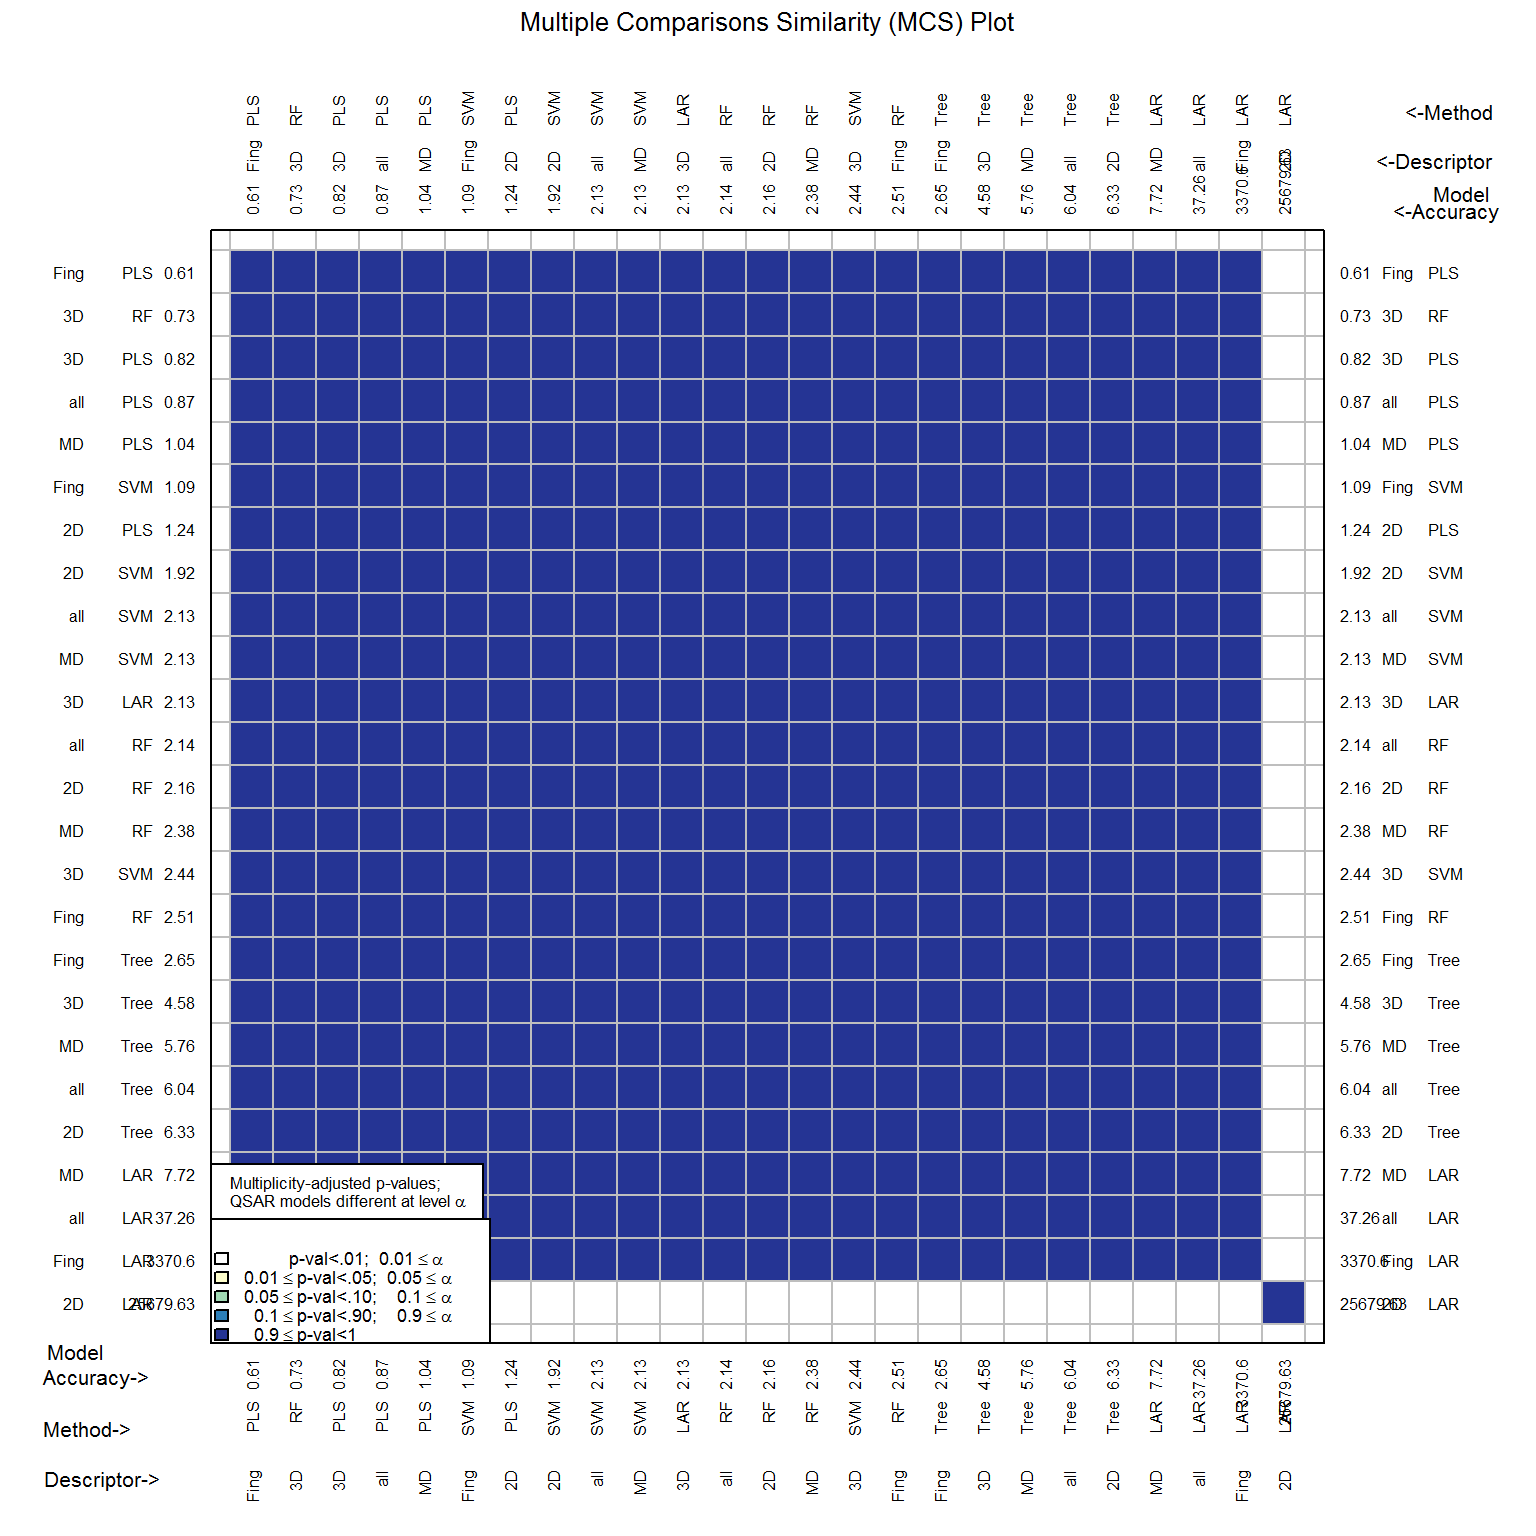 Multiple Comparisons Similarity (MCS) Plot
PLS RF PLS PLS PLS SVM PLS SVM SVM SVM LAR RF RF RF SVM RF Tree Tree Tree Tree Tree LAR LAR LAR LAR <-Method
Fing 3D 3D all MD Fing 2D 2D all MD 3D all 2D MD 3D Fing Fing 3D MD all 2D MD all Fing 2D <-Descriptor
Model
0.61 0.73 0.82 0.87 1.04 1.09 1.24 1.92 2.13 2.13 2.13 2.14 2.16 2.38 2.44 2.51 2.65 4.58 5.76 6.04 6.33 7.72 37.26 3370.6 25679.63 <-Accuracy
Fing PLS 0.61 0.61 Fing PLS
3D RF 0.73 0.73 3D RF
3D PLS 0.82 0.82 3D PLS
all PLS 0.87 0.87 all PLS
MD PLS 1.04 1.04 MD PLS
Fing SVM 1.09 1.09 Fing SVM
2D PLS 1.24 1.24 2D PLS
2D SVM 1.92 1.92 2D SVM
all SVM 2.13 2.13 all SVM
MD SVM 2.13 2.13 MD SVM
3D LAR 2.13 2.13 3D LAR
all RF 2.14 2.14 all RF
2D RF 2.16 2.16 2D RF
MD RF 2.38 2.38 MD RF
3D SVM 2.44 2.44 3D SVM
Fing RF 2.51 2.51 Fing RF
Fing Tree 2.65 2.65 Fing Tree
3D Tree 4.58 4.58 3D Tree
MD Tree 5.76 5.76 MD Tree
all Tree 6.04 6.04 all Tree
2D Tree 6.33 6.33 2D Tree
MD LAR 7.72 7.72 MD LAR
all LAR 37.26 37.26 all LAR
Fing LAR 3370.6 3370.6 Fing LAR
2D LAR 25679.63 25679.63 2D LAR
Multiplicity-adjusted p-values;
QSAR models different at level α
p-val<.01; 0.01 ≤ α
0.01 ≤ p-val<.05; 0.05 ≤ α
0.05 ≤ p-val<.10; 0.1 ≤ α
0.1 ≤ p-val<.90; 0.9 ≤ α
0.9 ≤ p-val<1
Model
Accuracy-> 0.61 0.73 0.82 0.87 1.04 1.09 1.24 1.92 2.13 2.13 2.13 2.14 2.16 2.38 2.44 2.51 2.65 4.58 5.76 6.04 6.33 7.72 37.26 3370.6 25679.63
Method-> PLS RF PLS PLS PLS SVM PLS SVM SVM SVM LAR RF RF RF SVM RF Tree Tree Tree Tree Tree LAR LAR LAR LAR
Descriptor-> Fing 3D 3D all MD Fing 2D 2D all MD 3D all 2D MD 3D Fing Fing 3D MD all 2D MD all Fing 2D